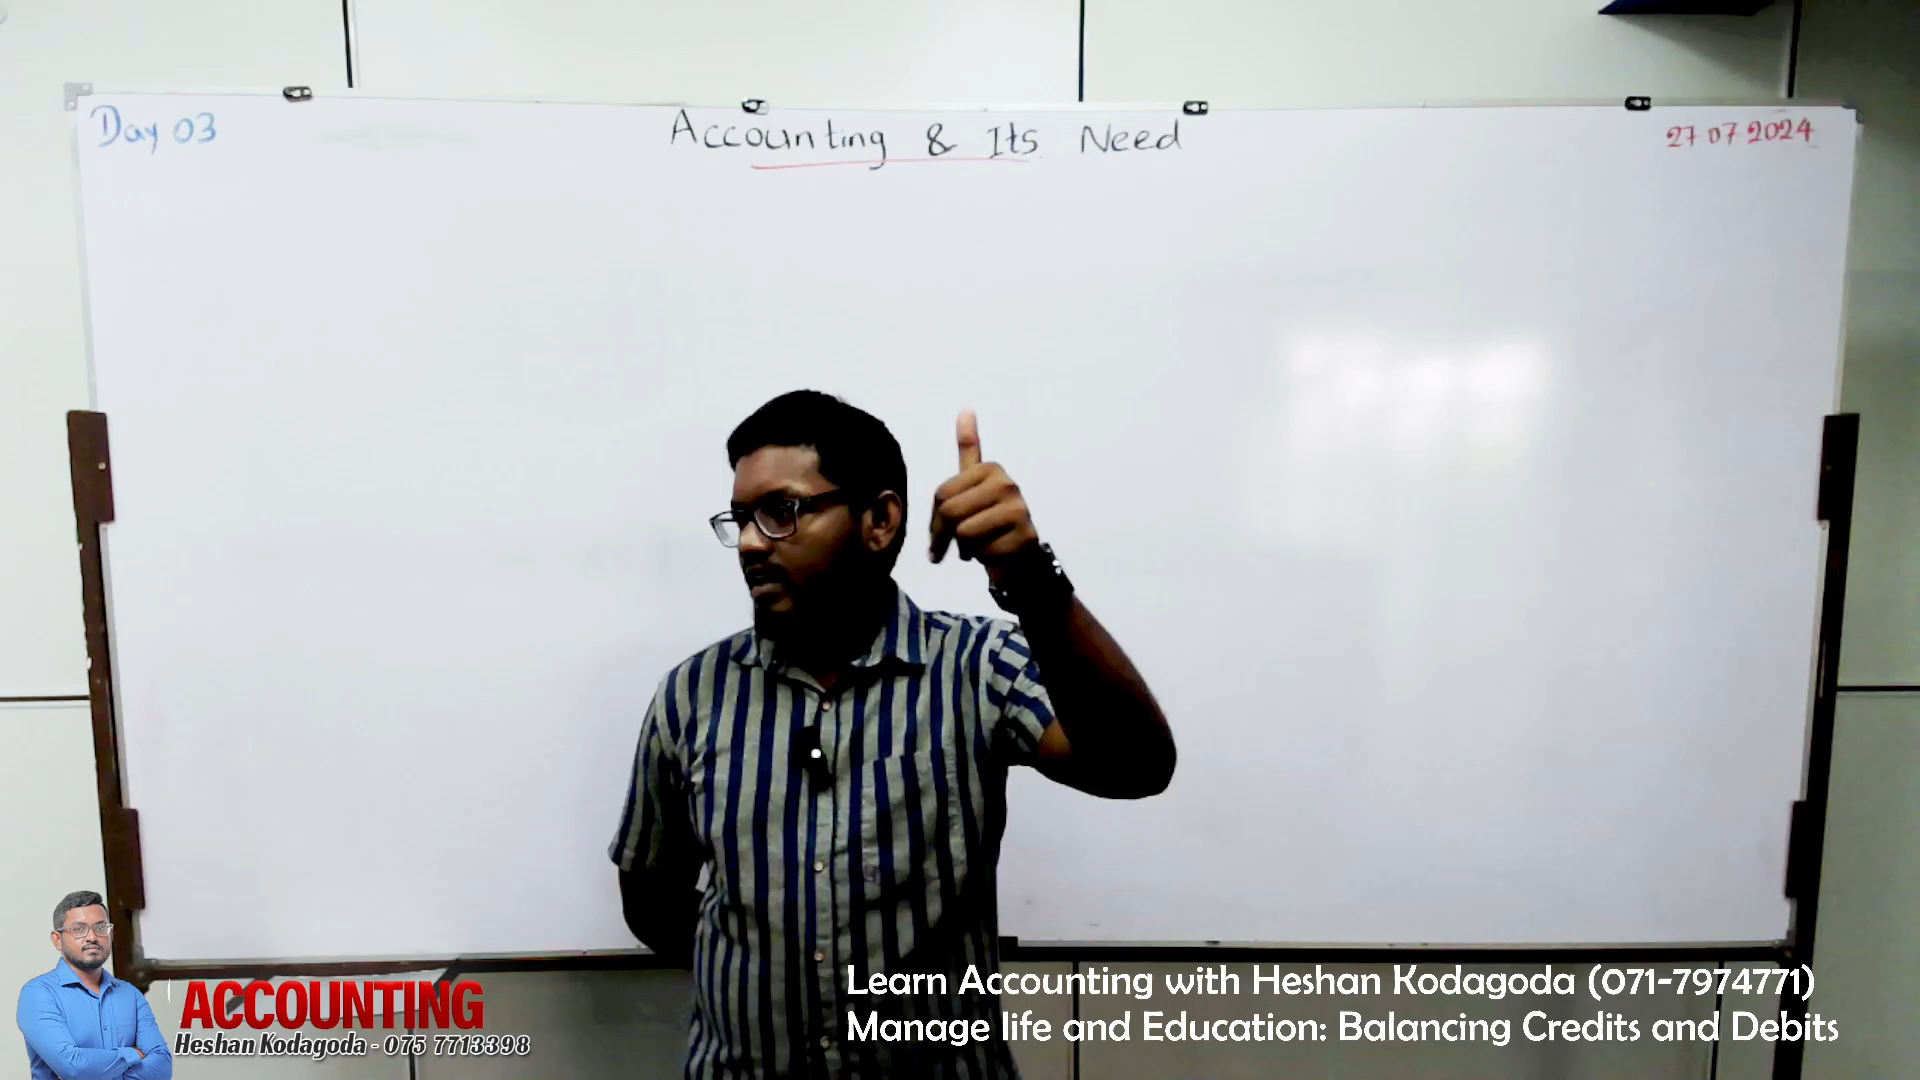 Day 03
Accounting & Its Need
27 07 2024
ACCOUNTING
Heshan Kodagoda - 075 7713398
Learn Accounting with Heshan Kodagoda (071-7974771)
Manage life and Education: Balancing Credits and Debits